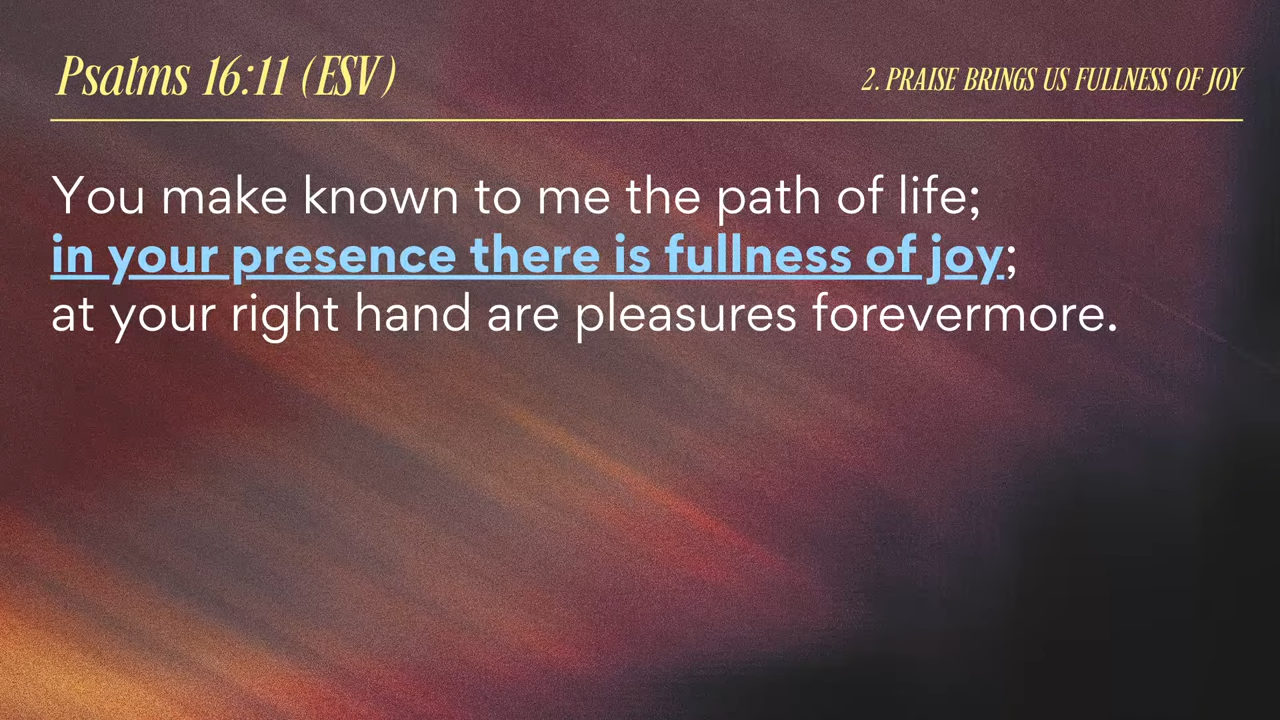 Psalms 16:11 (ESV)
2. PRAISE BRINGS US FULLNESS OF JOY
You make known to me the path of life;
in your presence there is fullness of joy;
at your right hand are pleasures forevermore.